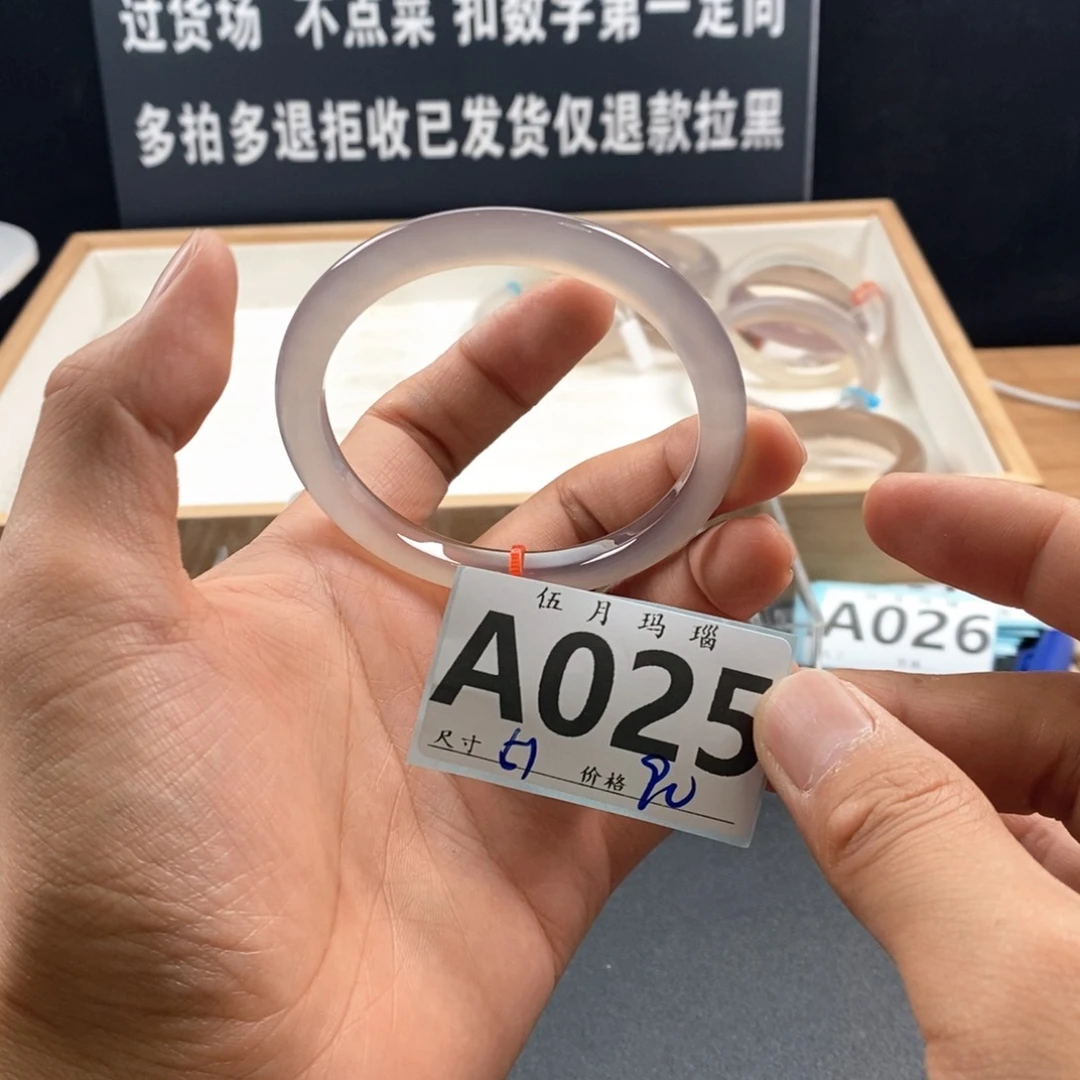 过货场 不点菜 扣数字第一定向
多拍多退拒收已发货仅退款拉黑
伍月玛瑙
A025
尺寸 61 价格 90
A026